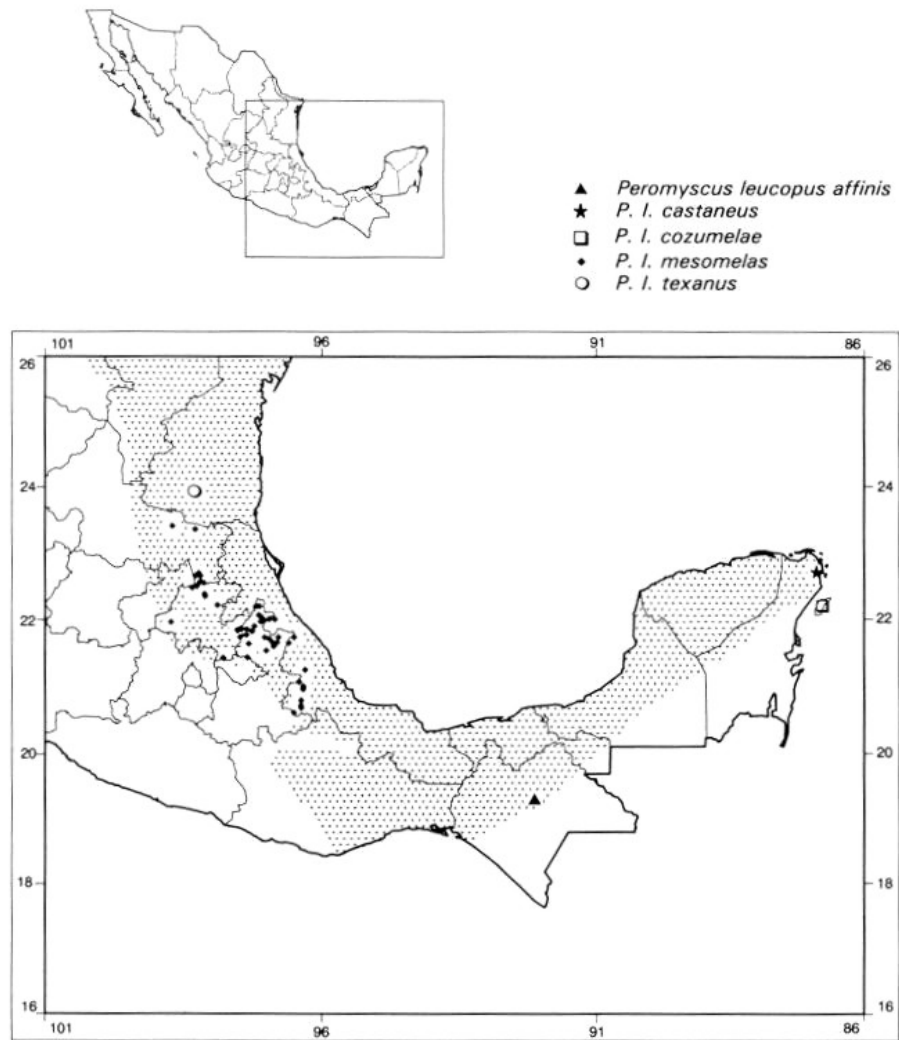 Peromyscus leucopus affinis
P. l. castaneus
P. l. cozumelae
P. l. mesomelas
P. l. texanus
101 96 91 86
26 26
24 24
22 22
20 20
18 18
16 16
101 96 91 86